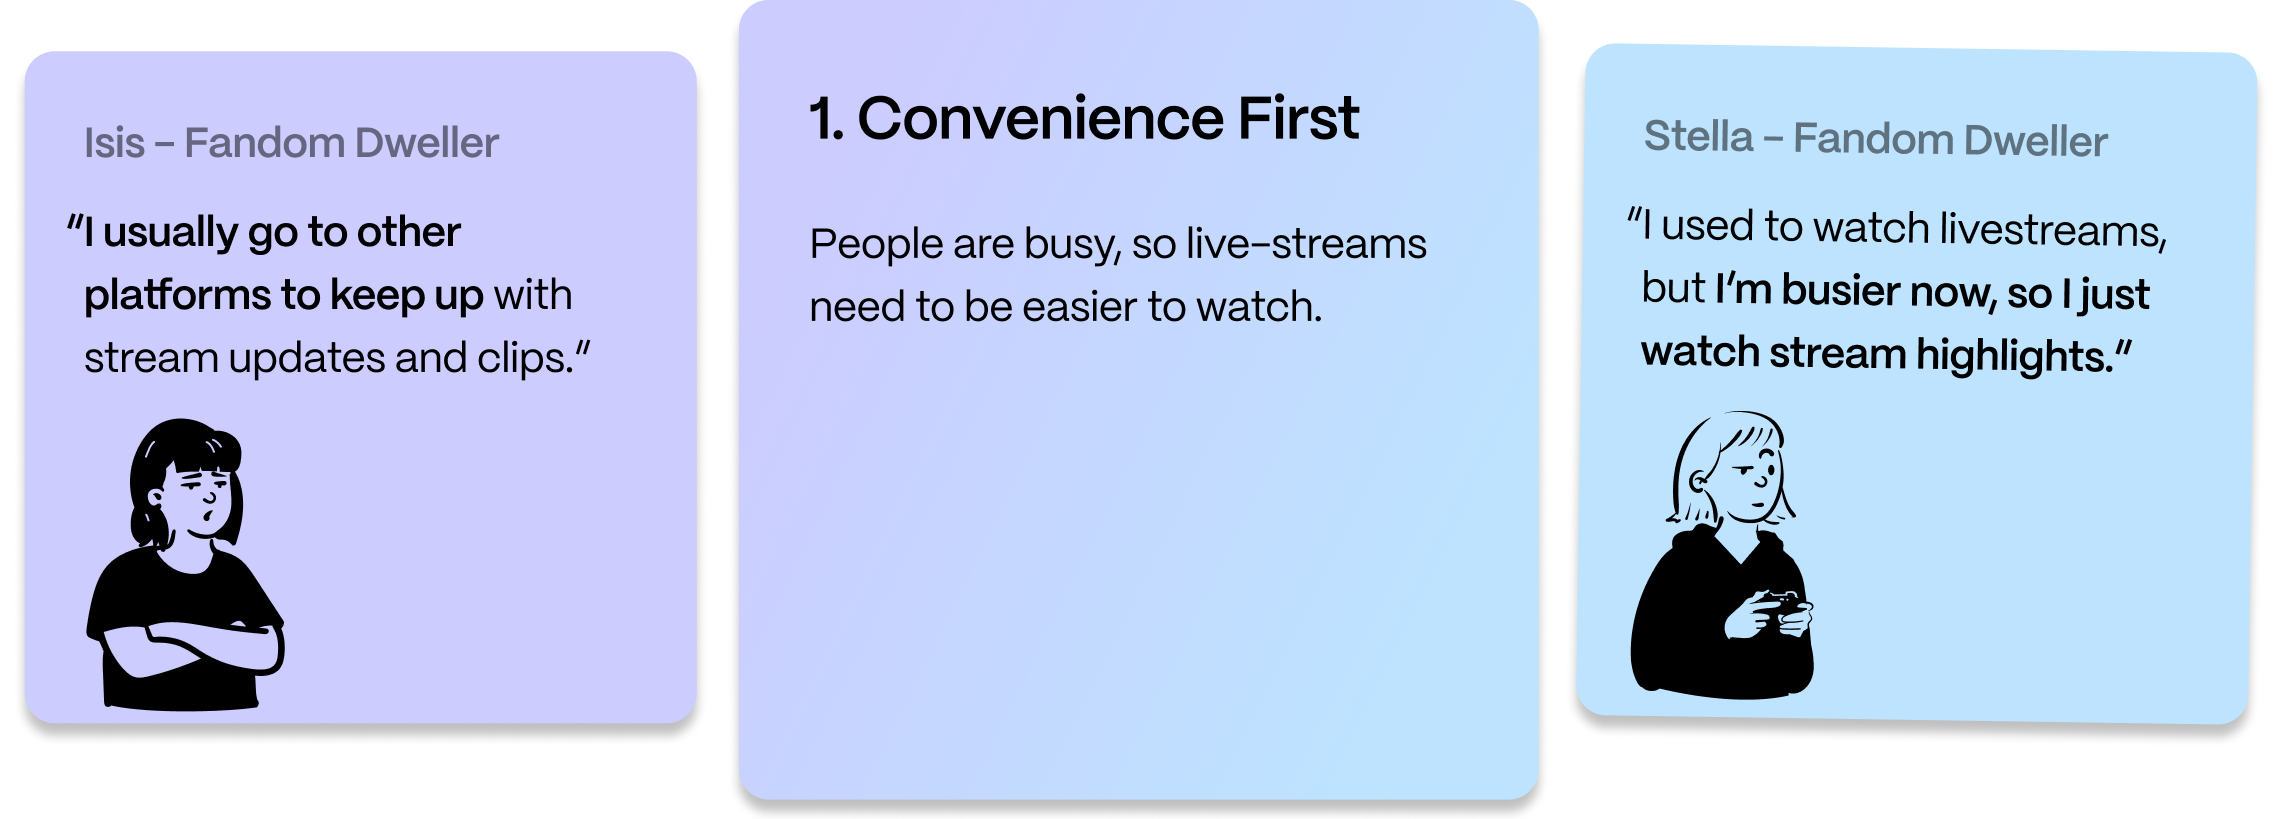 Isis – Fandom Dweller
"I usually go to other
platforms to keep up with
stream updates and clips."
1. Convenience First
People are busy, so live-streams
need to be easier to watch.
Stella – Fandom Dweller
"I used to watch livestreams,
but I'm busier now, so I just
watch stream highlights."